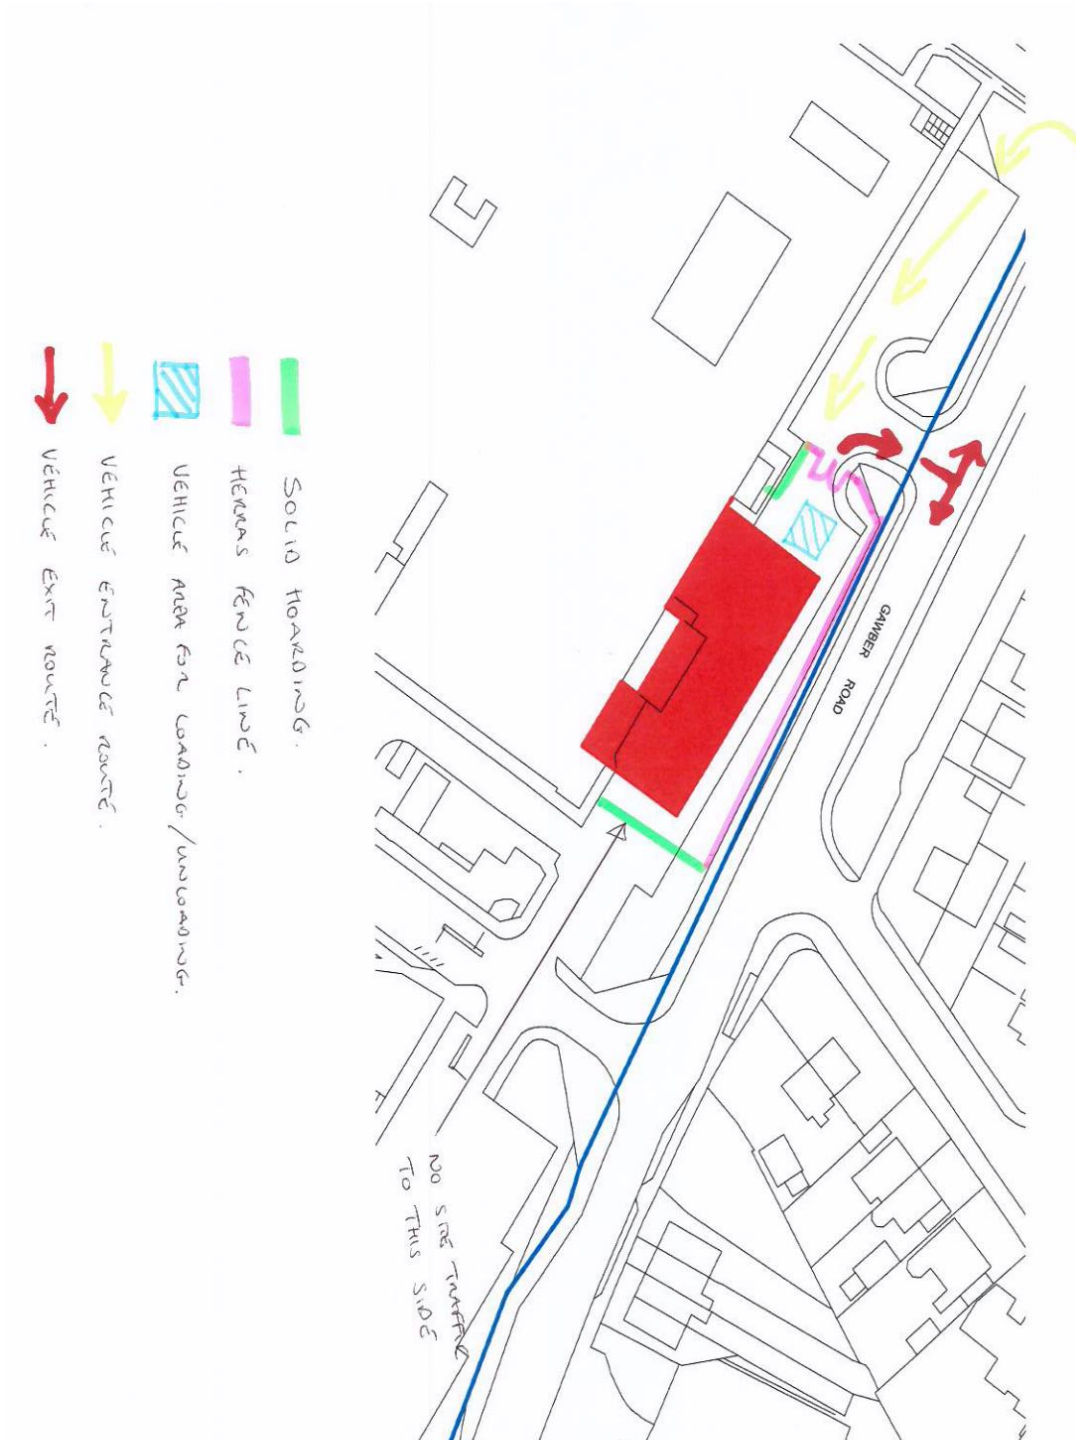 GAWBER ROAD
NO SITE TRAFFIC
TO THIS SIDE
SOLID HOARDING.
HERRAS FENCE LINE.
VEHICLE AREA FOR LOADING/UNLOADING.
VEHICLE ENTRANCE ROUTE.
VEHICLE EXIT ROUTE.